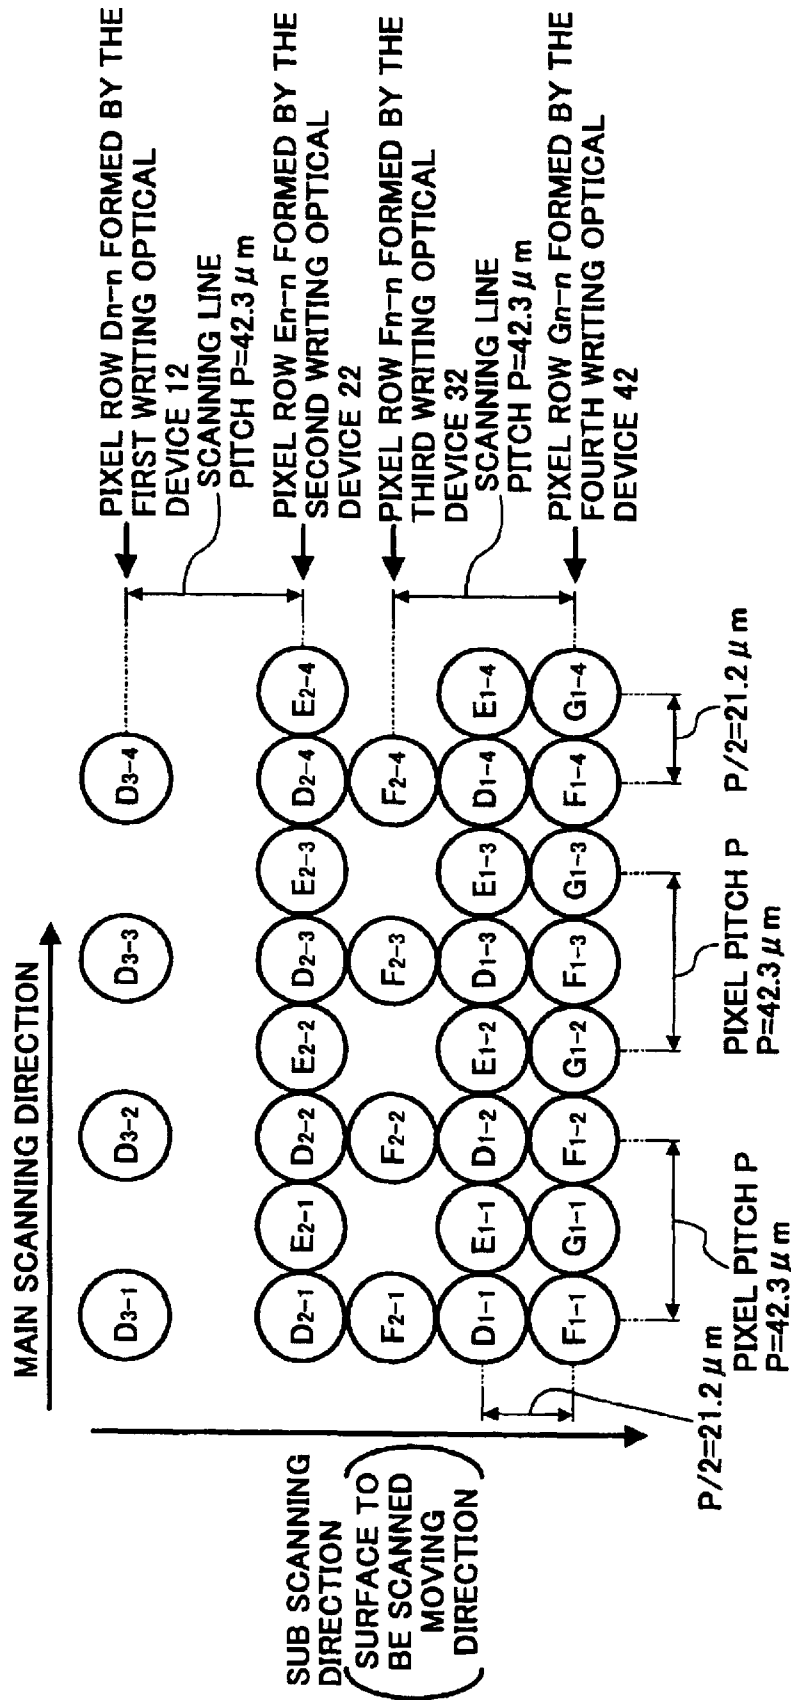 MAIN SCANNING DIRECTION
SUB SCANNING
DIRECTION
SURFACE TO
BE SCANNED
MOVING
DIRECTION
D3-1 D3-2 D3-3 D3-4
D2-1 E2-1 D2-2 E2-2 D2-3 E2-3 D2-4 E2-4
F2-1 F2-2 F2-3 F2-4
D1-1 E1-1 D1-2 E1-2 D1-3 E1-3 D1-4 E1-4
F1-1 G1-1 F1-2 G1-2 F1-3 G1-3 F1-4 G1-4
PIXEL ROW Dn-n FORMED BY THE
FIRST WRITING OPTICAL
DEVICE 12
SCANNING LINE
PITCH P=42.3 μm
PIXEL ROW En-n FORMED BY THE
SECOND WRITING OPTICAL
DEVICE 22
PIXEL ROW Fn-n FORMED BY THE
THIRD WRITING OPTICAL
DEVICE 32
SCANNING LINE
PITCH P=42.3 μm
PIXEL ROW Gn-n FORMED BY THE
FOURTH WRITING OPTICAL
DEVICE 42
P/2=21.2 μm
PIXEL PITCH P
P=42.3 μm
PIXEL PITCH P
P=42.3 μm
P/2=21.2 μm